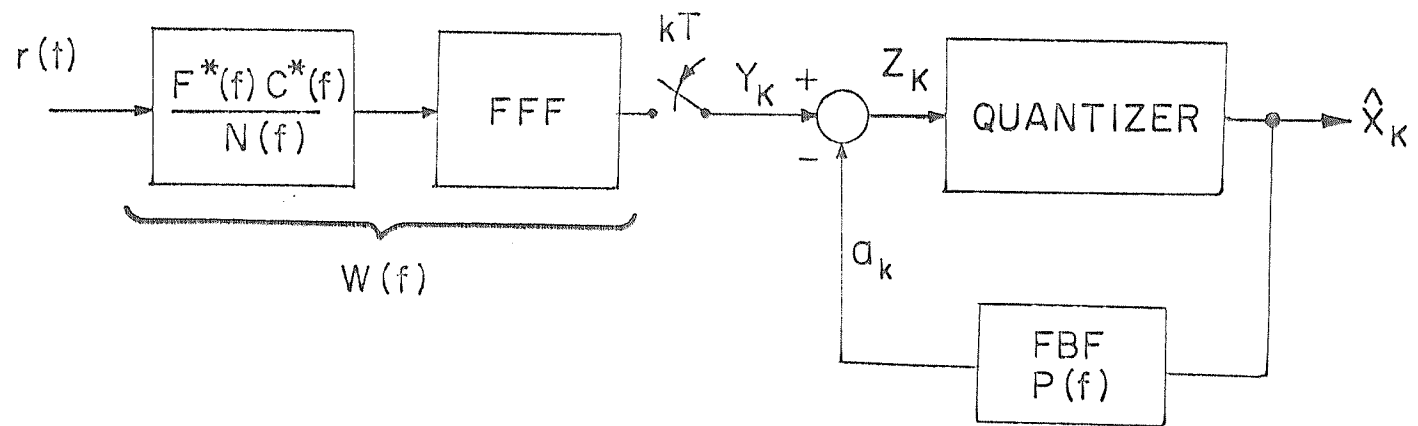 r(t)
F*(f) C*(f)
N(f)
FFF
kT
Y_K
+
-
Z_K
QUANTIZER
X̂_K
W(f)
a_k
FBF
P(f)